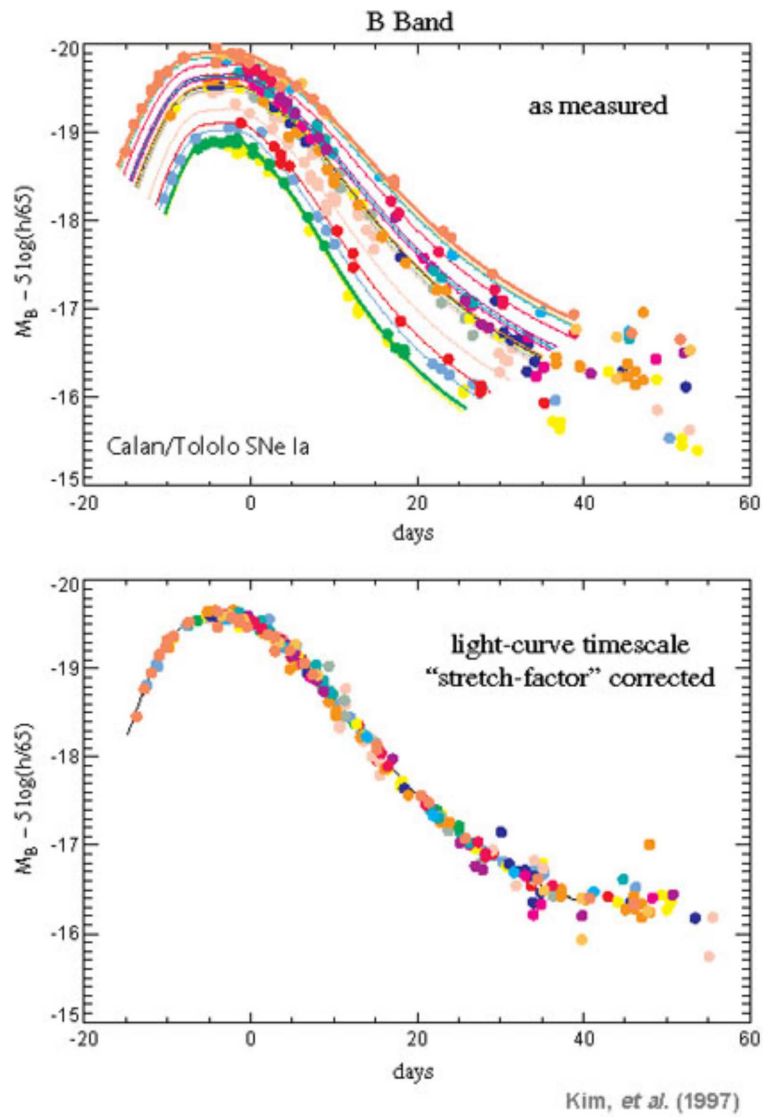 B Band
as measured
M_B – 5 log(h/65)
-20
-19
-18
-17
-16
-15
Calan/Tololo SNe Ia
-20 0 20 40 60
days
light-curve timescale
“stretch-factor” corrected
M_B – 5 log(h/65)
-20
-19
-18
-17
-16
-15
-20 0 20 40 60
days
Kim, et al. (1997)